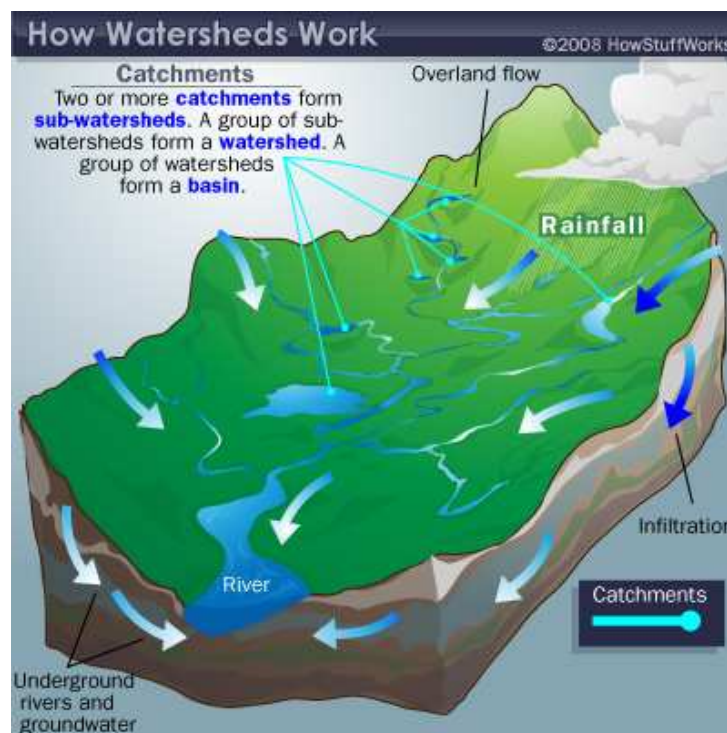 How Watersheds Work
©2008 HowStuffWorks
Catchments
Two or more catchments form
sub-watersheds. A group of sub-
watersheds form a watershed. A
group of watersheds
form a basin.
Overland flow
Rainfall
Infiltration
River
Catchments
Underground
rivers and
groundwater